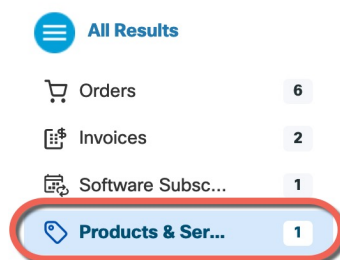 All Results
Orders 6
Invoices 2
Software Subsc... 1
Products & Ser... 1